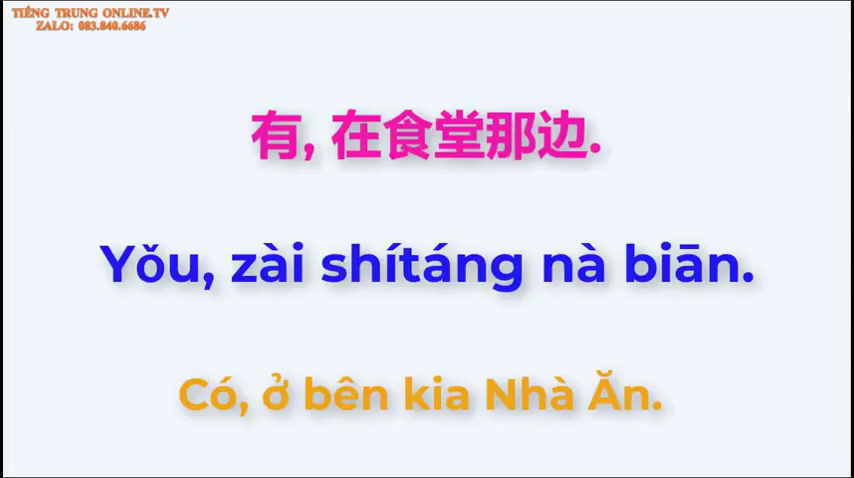 TIẾNG TRUNG ONLINE.TV
ZALO: 083.840.6686
有, 在食堂那边.
Yǒu, zài shítáng nà biān.
Có, ở bên kia Nhà Ăn.